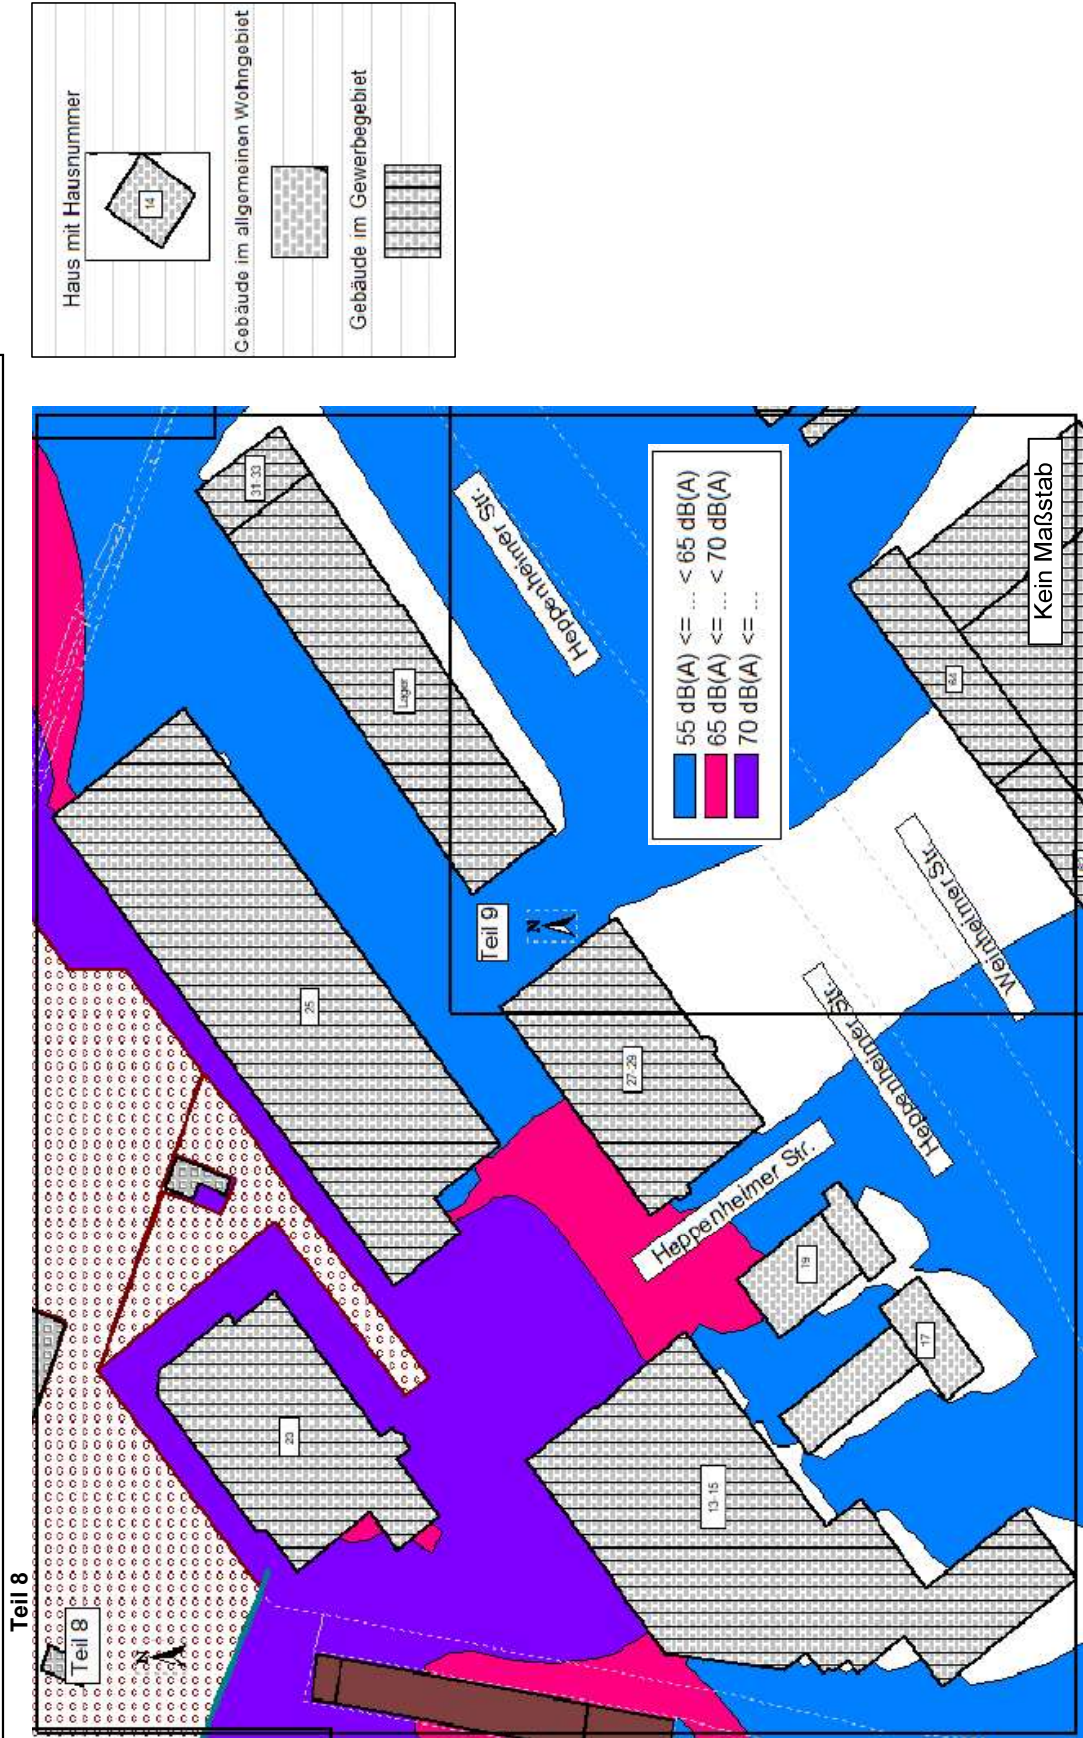 Teil 8
Haus mit Hausnummer
14
Gebäude im allgemeinen Wohngebiet
Gebäude im Gewerbegebiet
Teil 8
N
23
25
31-33
Lager
Teil 9
N
27-29
Heppenheimer Str.
Heppenheimer Str.
Heppenheimer Str.
Weinheimer Str.
19
17
13-15
64
55 dB(A) <= ... < 65 dB(A)
65 dB(A) <= ... < 70 dB(A)
70 dB(A) <= ...
Kein Maßstab